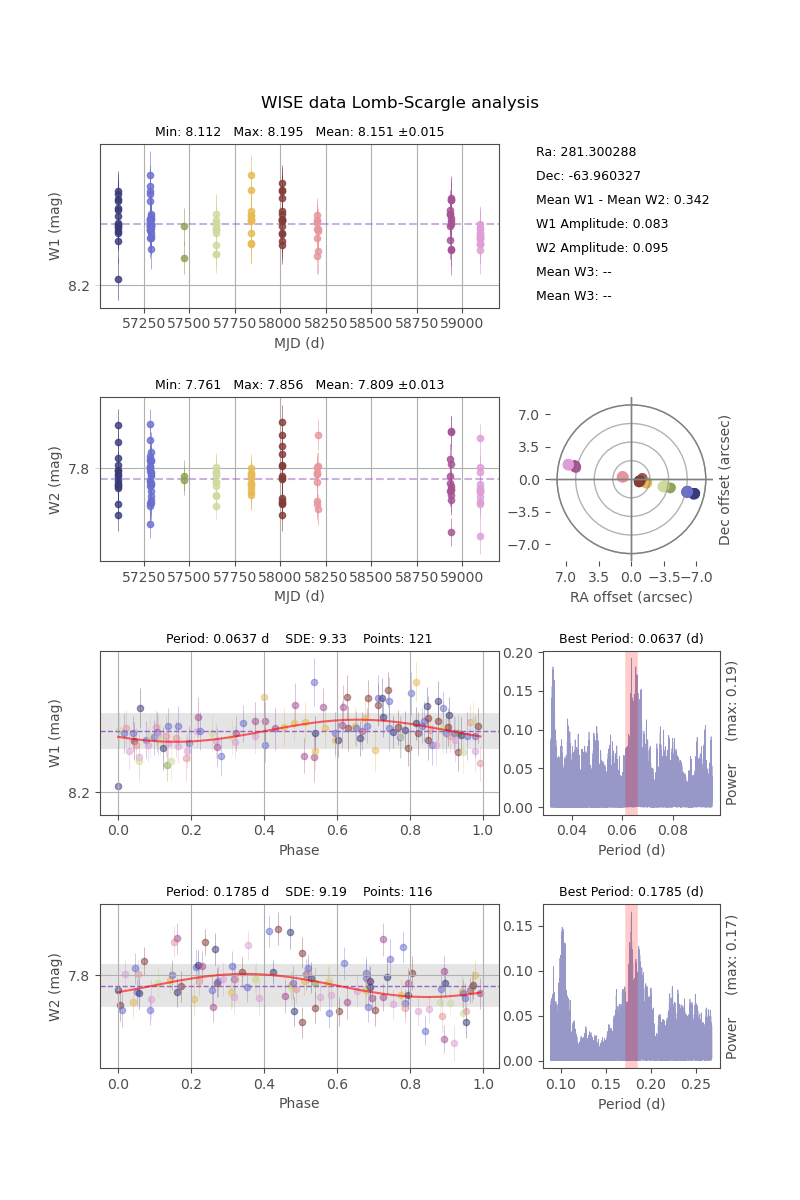 WISE data Lomb-Scargle analysis
Min: 8.112   Max: 8.195   Mean: 8.151 ±0.015
W1 (mag)
8.2
57250 57500 57750 58000 58250 58500 58750 59000
MJD (d)
Ra: 281.300288
Dec: -63.960327
Mean W1 - Mean W2: 0.342
W1 Amplitude: 0.083
W2 Amplitude: 0.095
Mean W3: --
Mean W3: --
Min: 7.761   Max: 7.856   Mean: 7.809 ±0.013
W2 (mag)
7.8
57250 57500 57750 58000 58250 58500 58750 59000
MJD (d)
7.0
3.5
0.0
−3.5
−7.0
7.0 3.5 0.0 −3.5 −7.0
RA offset (arcsec)
Dec offset (arcsec)
Period: 0.0637 d    SDE: 9.33    Points: 121
W1 (mag)
8.2
0.0 0.2 0.4 0.6 0.8 1.0
Phase
Best Period: 0.0637 (d)
0.20
0.15
0.10
0.05
0.00
0.04 0.06 0.08
Period (d)
Power    (max: 0.19)
Period: 0.1785 d    SDE: 9.19    Points: 116
W2 (mag)
7.8
0.0 0.2 0.4 0.6 0.8 1.0
Phase
Best Period: 0.1785 (d)
0.15
0.10
0.05
0.00
0.10 0.15 0.20 0.25
Period (d)
Power    (max: 0.17)